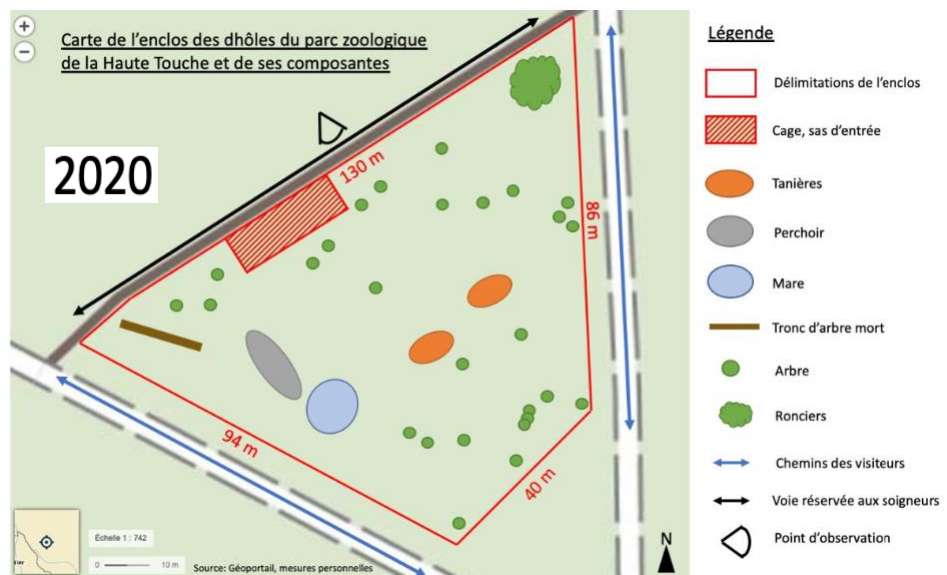 Carte de l'enclos des dhôles du parc zoologique
de la Haute Touche et de ses composantes
2020
130 m
86 m
94 m
40 m
Échelle 1 : 742
0 10 m
Source: Géoportail, mesures personnelles
N
Légende
Délimitations de l'enclos
Cage, sas d'entrée
Tanières
Perchoir
Mare
Tronc d'arbre mort
Arbre
Ronciers
Chemins des visiteurs
Voie réservée aux soigneurs
Point d'observation